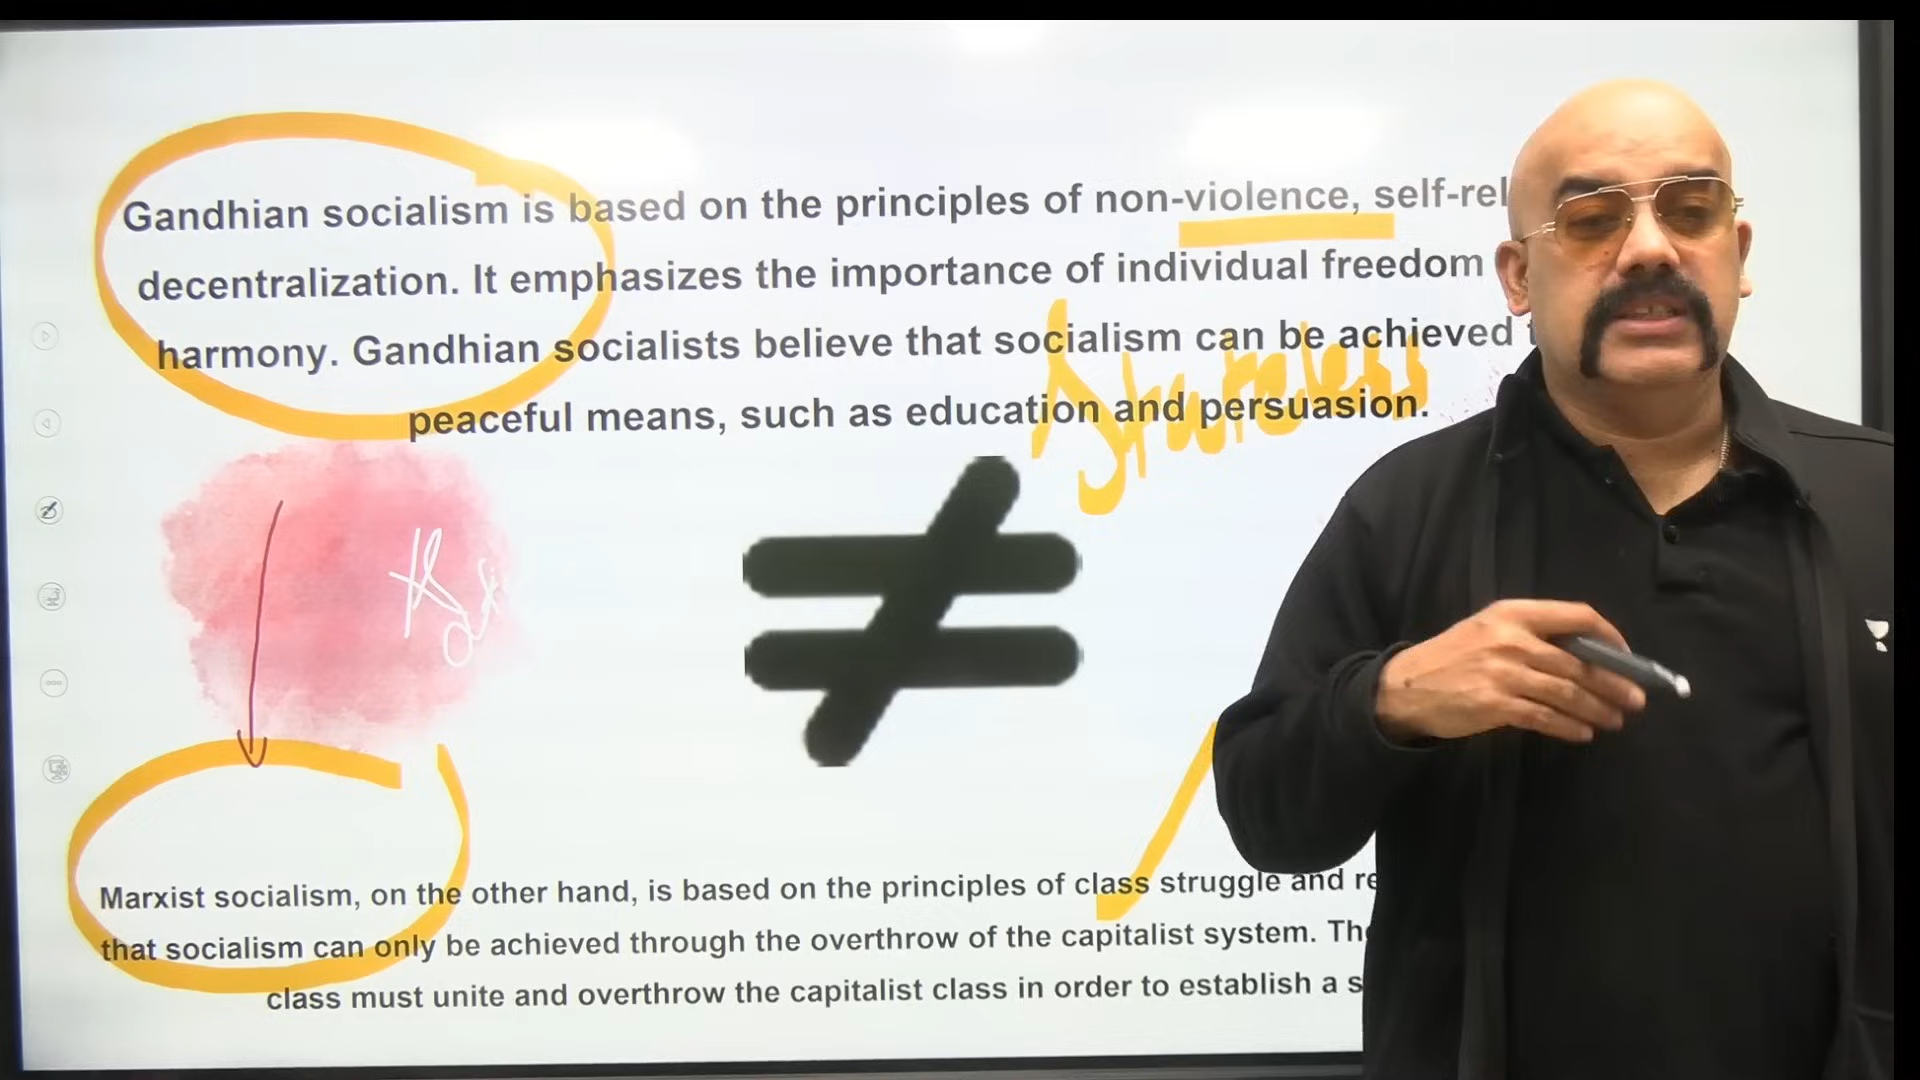 Gandhian socialism is based on the principles of non-violence, self-rel
decentralization. It emphasizes the importance of individual freedom
harmony. Gandhian socialists believe that socialism can be achieved
peaceful means, such as education and persuasion.
Stateless
Marxist socialism, on the other hand, is based on the principles of class struggle and re
that socialism can only be achieved through the overthrow of the capitalist system. The
class must unite and overthrow the capitalist class in order to establish a s